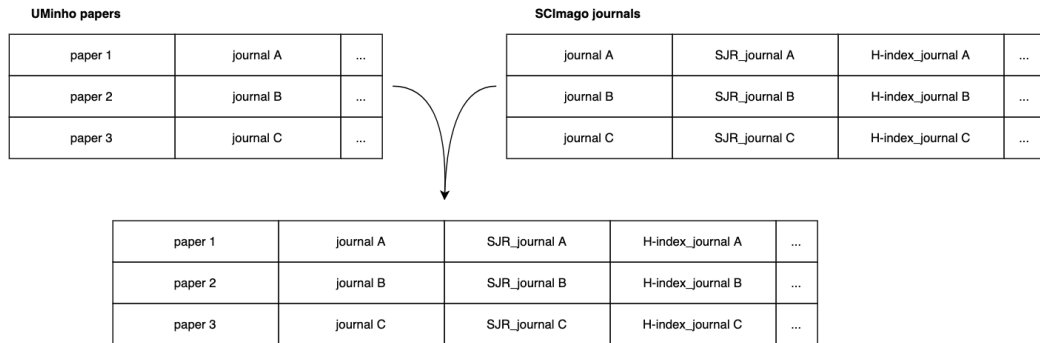 UMinho papers
paper 1 journal A ...
paper 2 journal B ...
paper 3 journal C ...
SCImago journals
journal A SJR_journal A H-index_journal A ...
journal B SJR_journal B H-index_journal B ...
journal C SJR_journal C H-index_journal C ...
paper 1 journal A SJR_journal A H-index_journal A ...
paper 2 journal B SJR_journal B H-index_journal B ...
paper 3 journal C SJR_journal C H-index_journal C ...